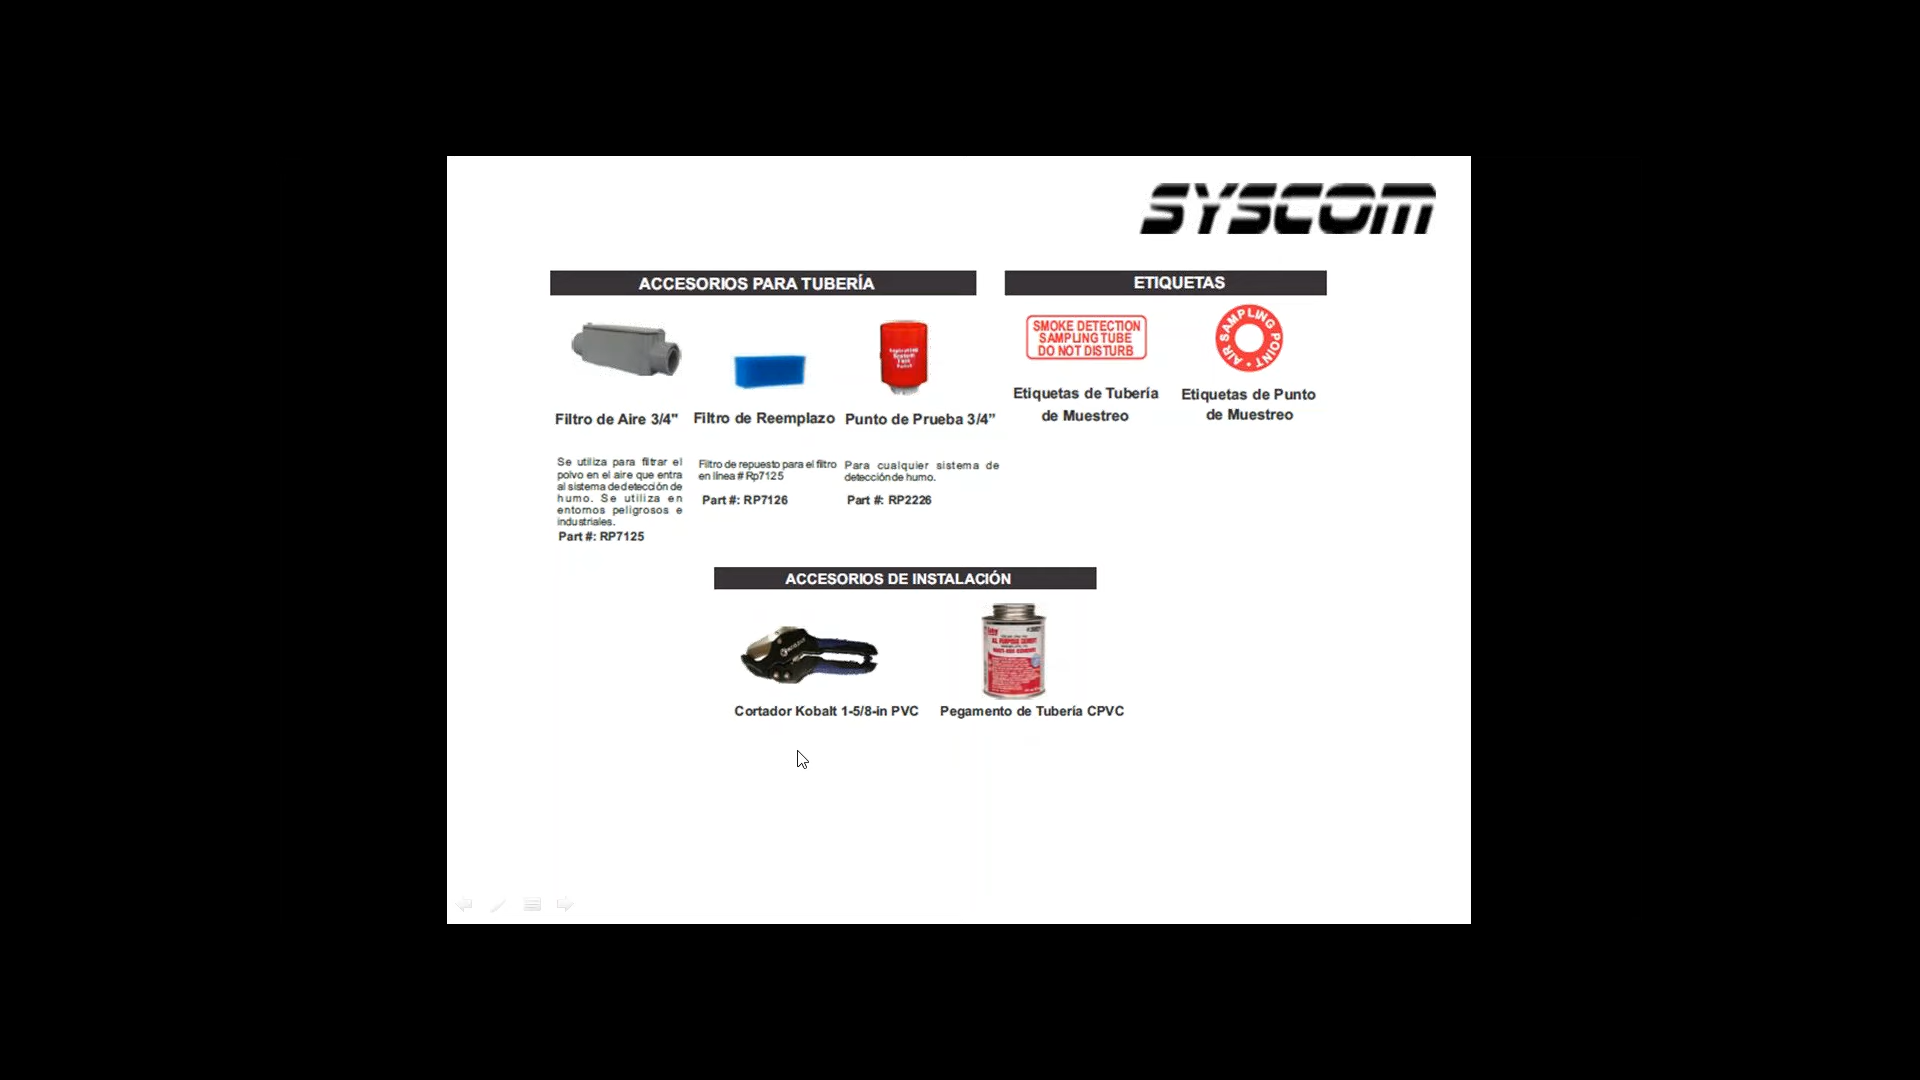 SYSCOM
ACCESORIOS PARA TUBERÍA
ETIQUETAS
SMOKE DETECTION
SAMPLING TUBE
DO NOT DISTURB
AIR SAMPLING POINT •
Filtro de Aire 3/4"
Filtro de Reemplazo
Punto de Prueba 3/4”
Etiquetas de Tubería
de Muestreo
Etiquetas de Punto
de Muestreo
Se utiliza para filtrar el
polvo en el aire que entra
al sistema de detección de
humo. Se utiliza en
entornos peligrosos e
industriales.
Part #: RP7125
Filtro de repuesto para el filtro
en línea # Rp7125
Part #: RP7126
Para cualquier sistema de
detección de humo.
Part #: RP2226
ACCESORIOS DE INSTALACIÓN
Cortador Kobalt 1-5/8-in PVC
Pegamento de Tubería CPVC